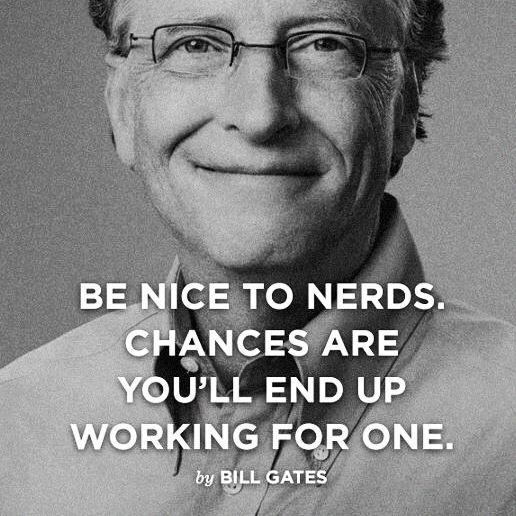 BE NICE TO NERDS.
CHANCES ARE
YOU'LL END UP
WORKING FOR ONE.
by BILL GATES